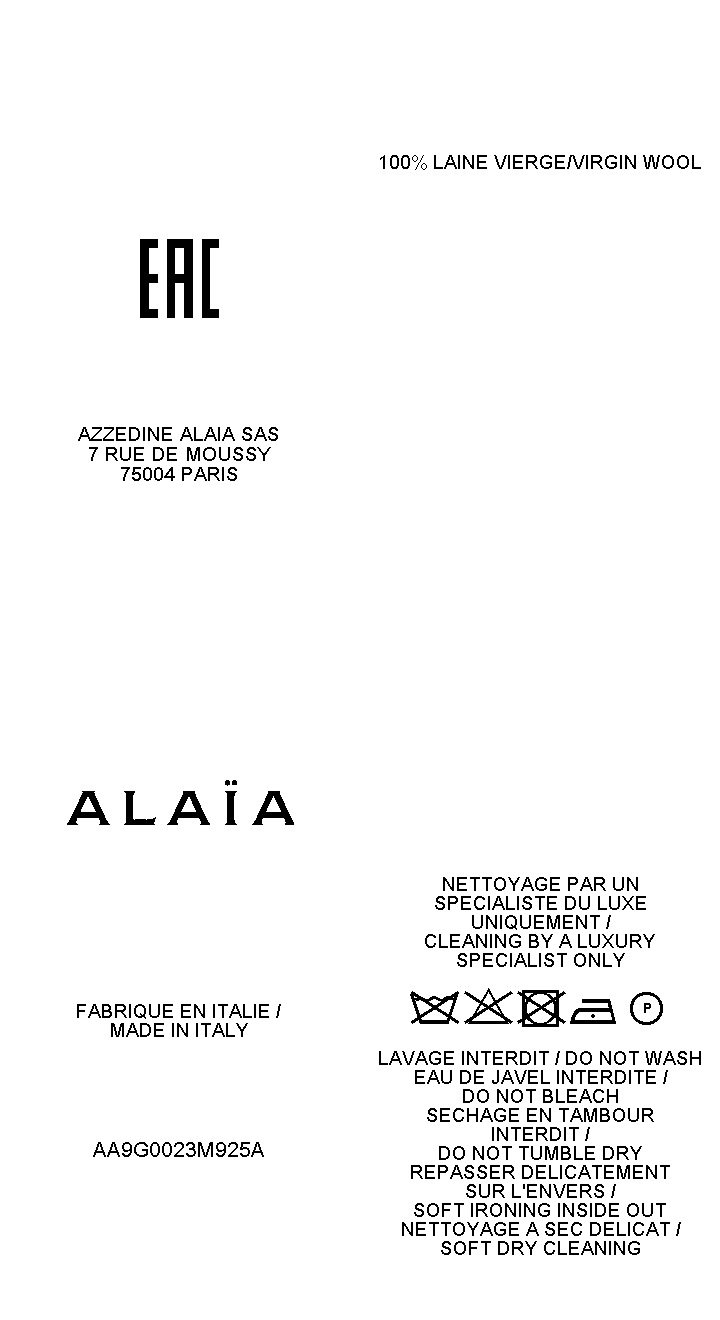 100% LAINE VIERGE/VIRGIN WOOL
EAC
AZZEDINE ALAIA SAS
7 RUE DE MOUSSY
75004 PARIS
ALAÏA
FABRIQUE EN ITALIE /
MADE IN ITALY
AA9G0023M925A
NETTOYAGE PAR UN
SPECIALISTE DU LUXE
UNIQUEMENT /
CLEANING BY A LUXURY
SPECIALIST ONLY
P
LAVAGE INTERDIT / DO NOT WASH
EAU DE JAVEL INTERDITE /
DO NOT BLEACH
SECHAGE EN TAMBOUR
INTERDIT /
DO NOT TUMBLE DRY
REPASSER DELICATEMENT
SUR L'ENVERS /
SOFT IRONING INSIDE OUT
NETTOYAGE A SEC DELICAT /
SOFT DRY CLEANING